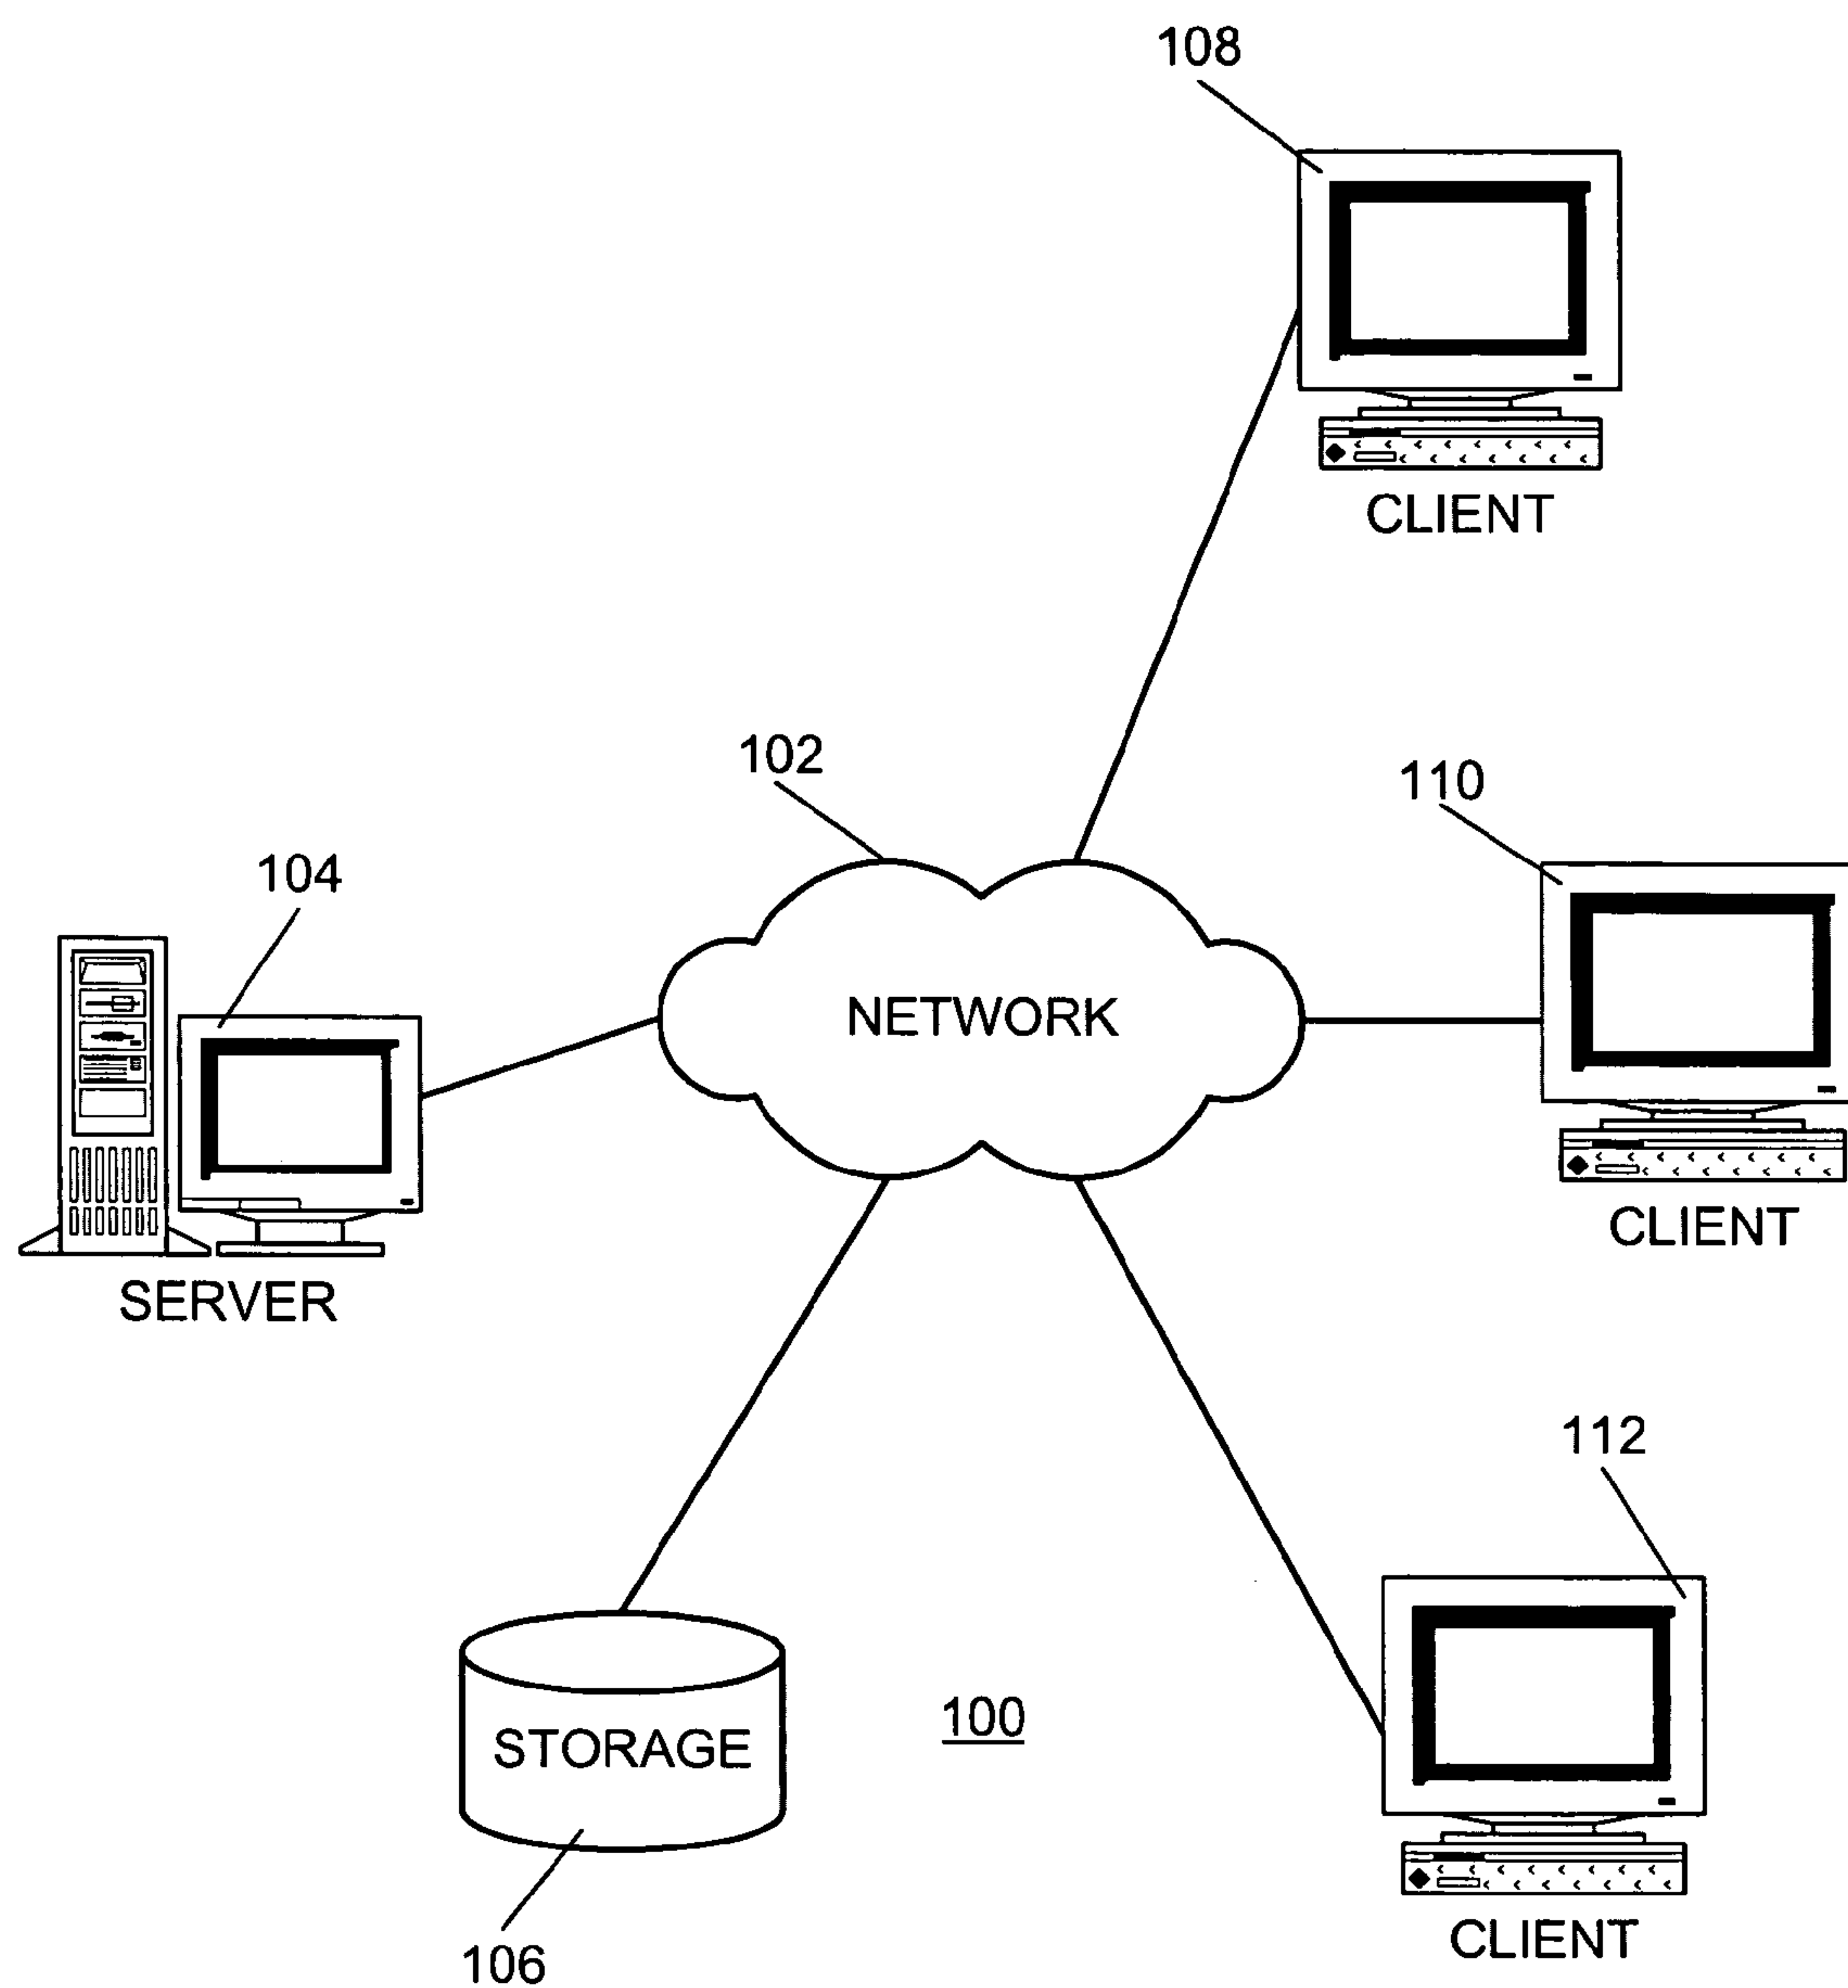 108
CLIENT
102
110
104
NETWORK
CLIENT
SERVER
112
STORAGE
100
106
CLIENT